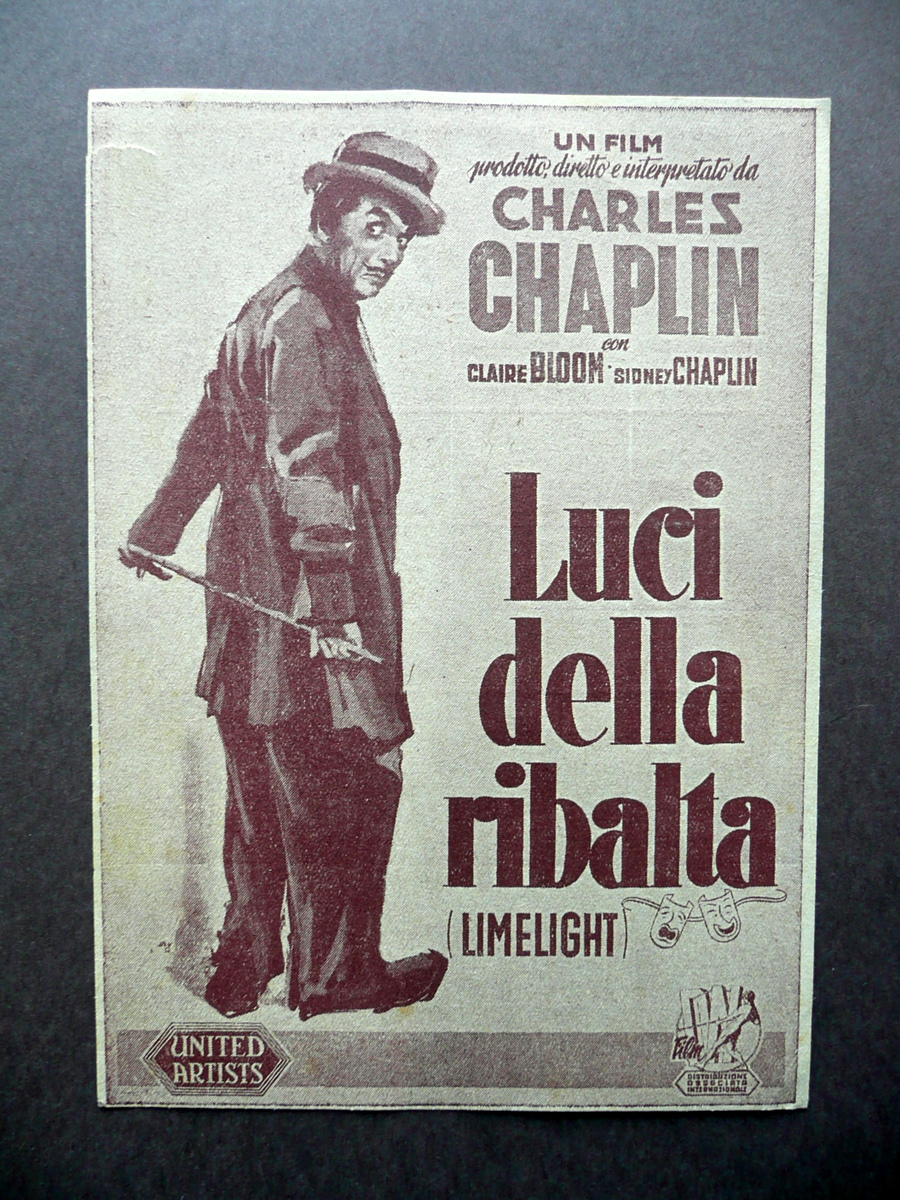 UN FILM
prodotto, diretto e interpretato da
CHARLES
CHAPLIN
con
CLAIRE BLOOM · SIDNEY CHAPLIN
Luci
della
ribalta
(LIMELIGHT)
UNITED
ARTISTS
Film
DISTRIBUZIONE
ASSOCIATA
INTERNAZIONALE